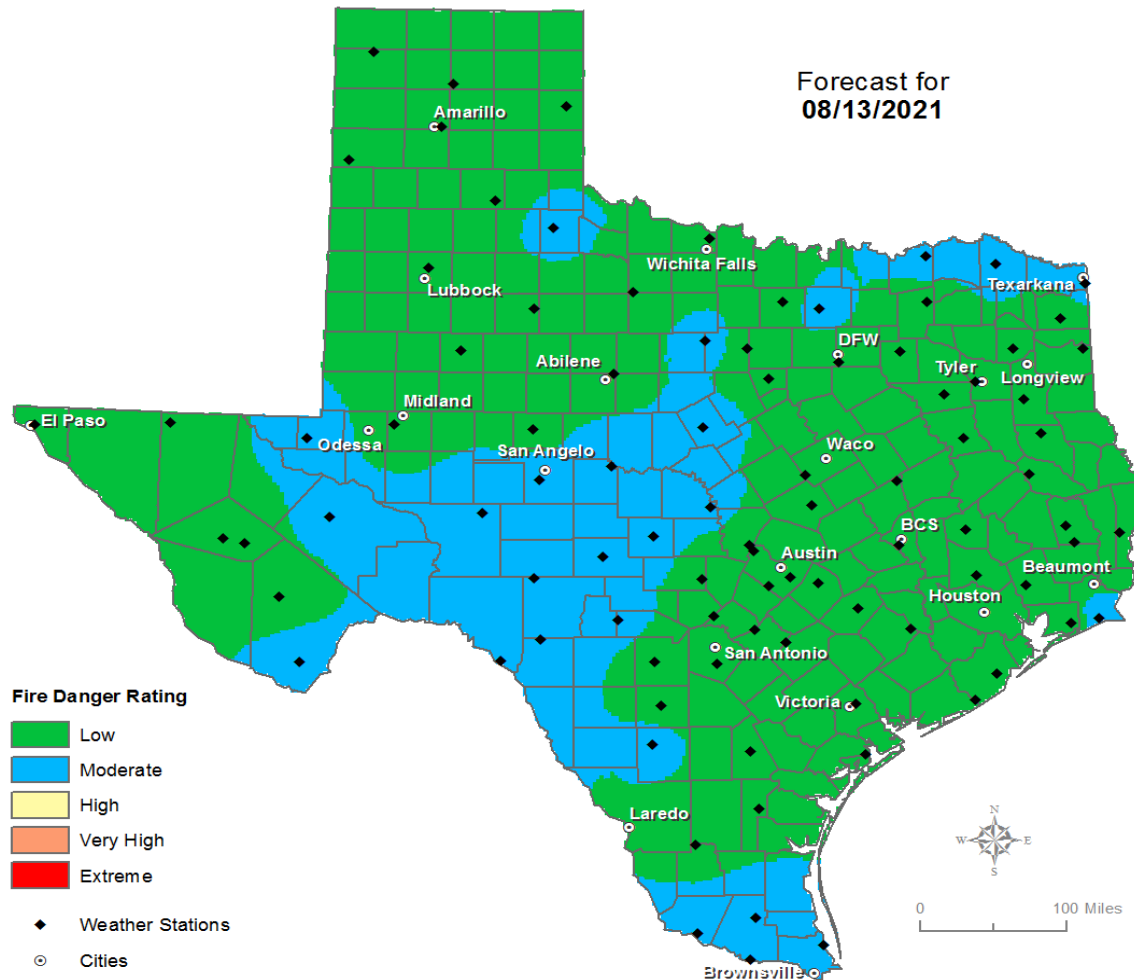 Forecast for
08/13/2021
Amarillo
Wichita Falls
Lubbock
Texarkana
DFW
Abilene
Tyler
Longview
Midland
El Paso
Odessa
San Angelo
Waco
BCS
Austin
Beaumont
Houston
San Antonio
Victoria
Laredo
Brownsville
Fire Danger Rating
Low
Moderate
High
Very High
Extreme
Weather Stations
Cities
N
W E
S
0 100 Miles